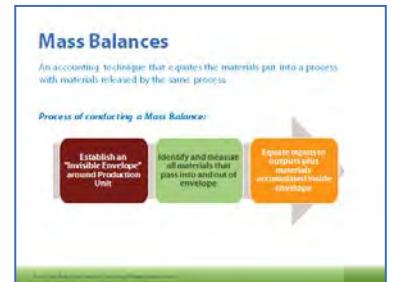 Mass Balances
An accounting technique that equates the materials put into a process
with materials released by the same process
Process of conducting a Mass Balance:
Establish an
"Invisible Envelope"
around Production
Unit
Identify and measure
all materials that
pass into and out of
envelope
Equate inputs to
outputs plus
materials
accumulated inside
envelope